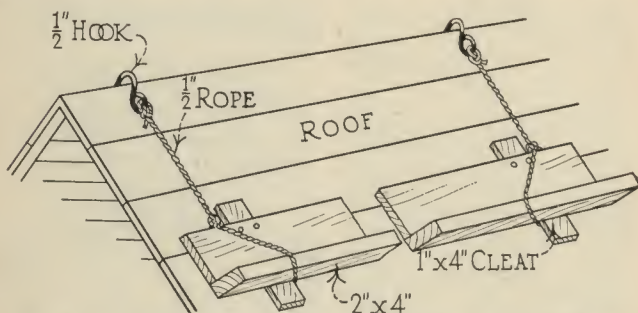 1/2" HOOK
1/2" ROPE
ROOF
1"x4" CLEAT
2"x4"